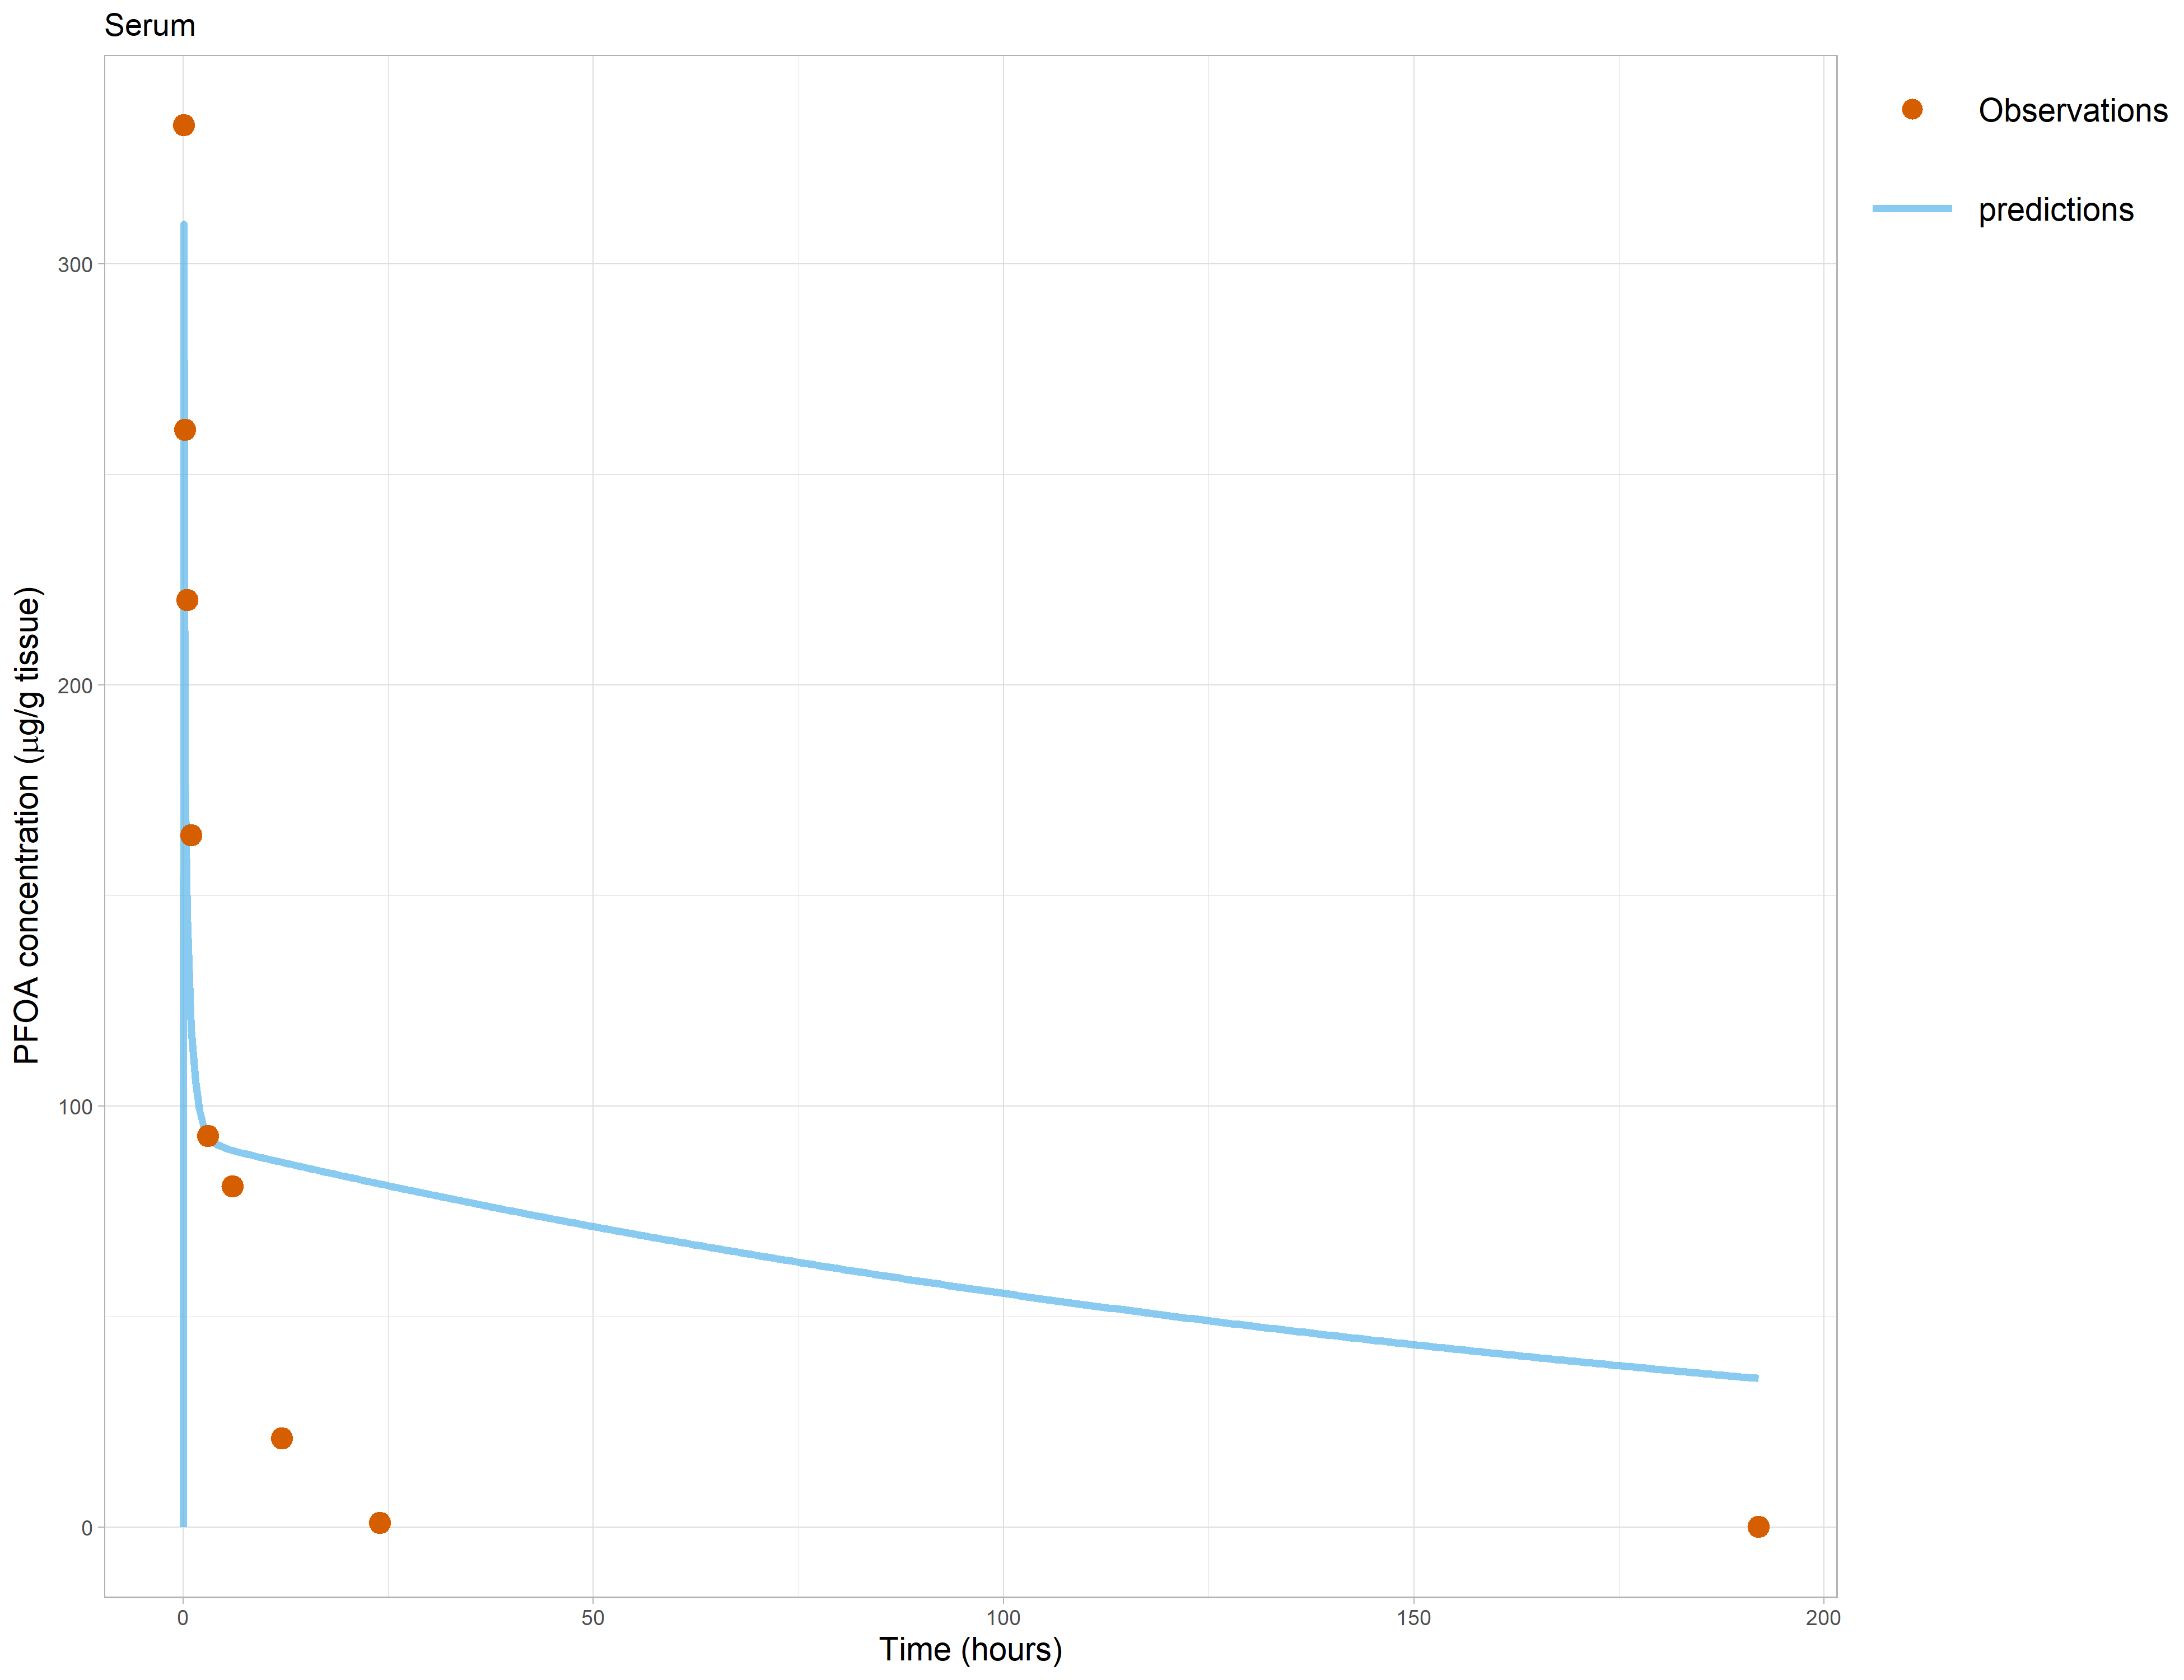 Serum
Observations
predictions
PFOA concentration (μg/g tissue)
300
200
100
0
0 50 100 150 200
Time (hours)